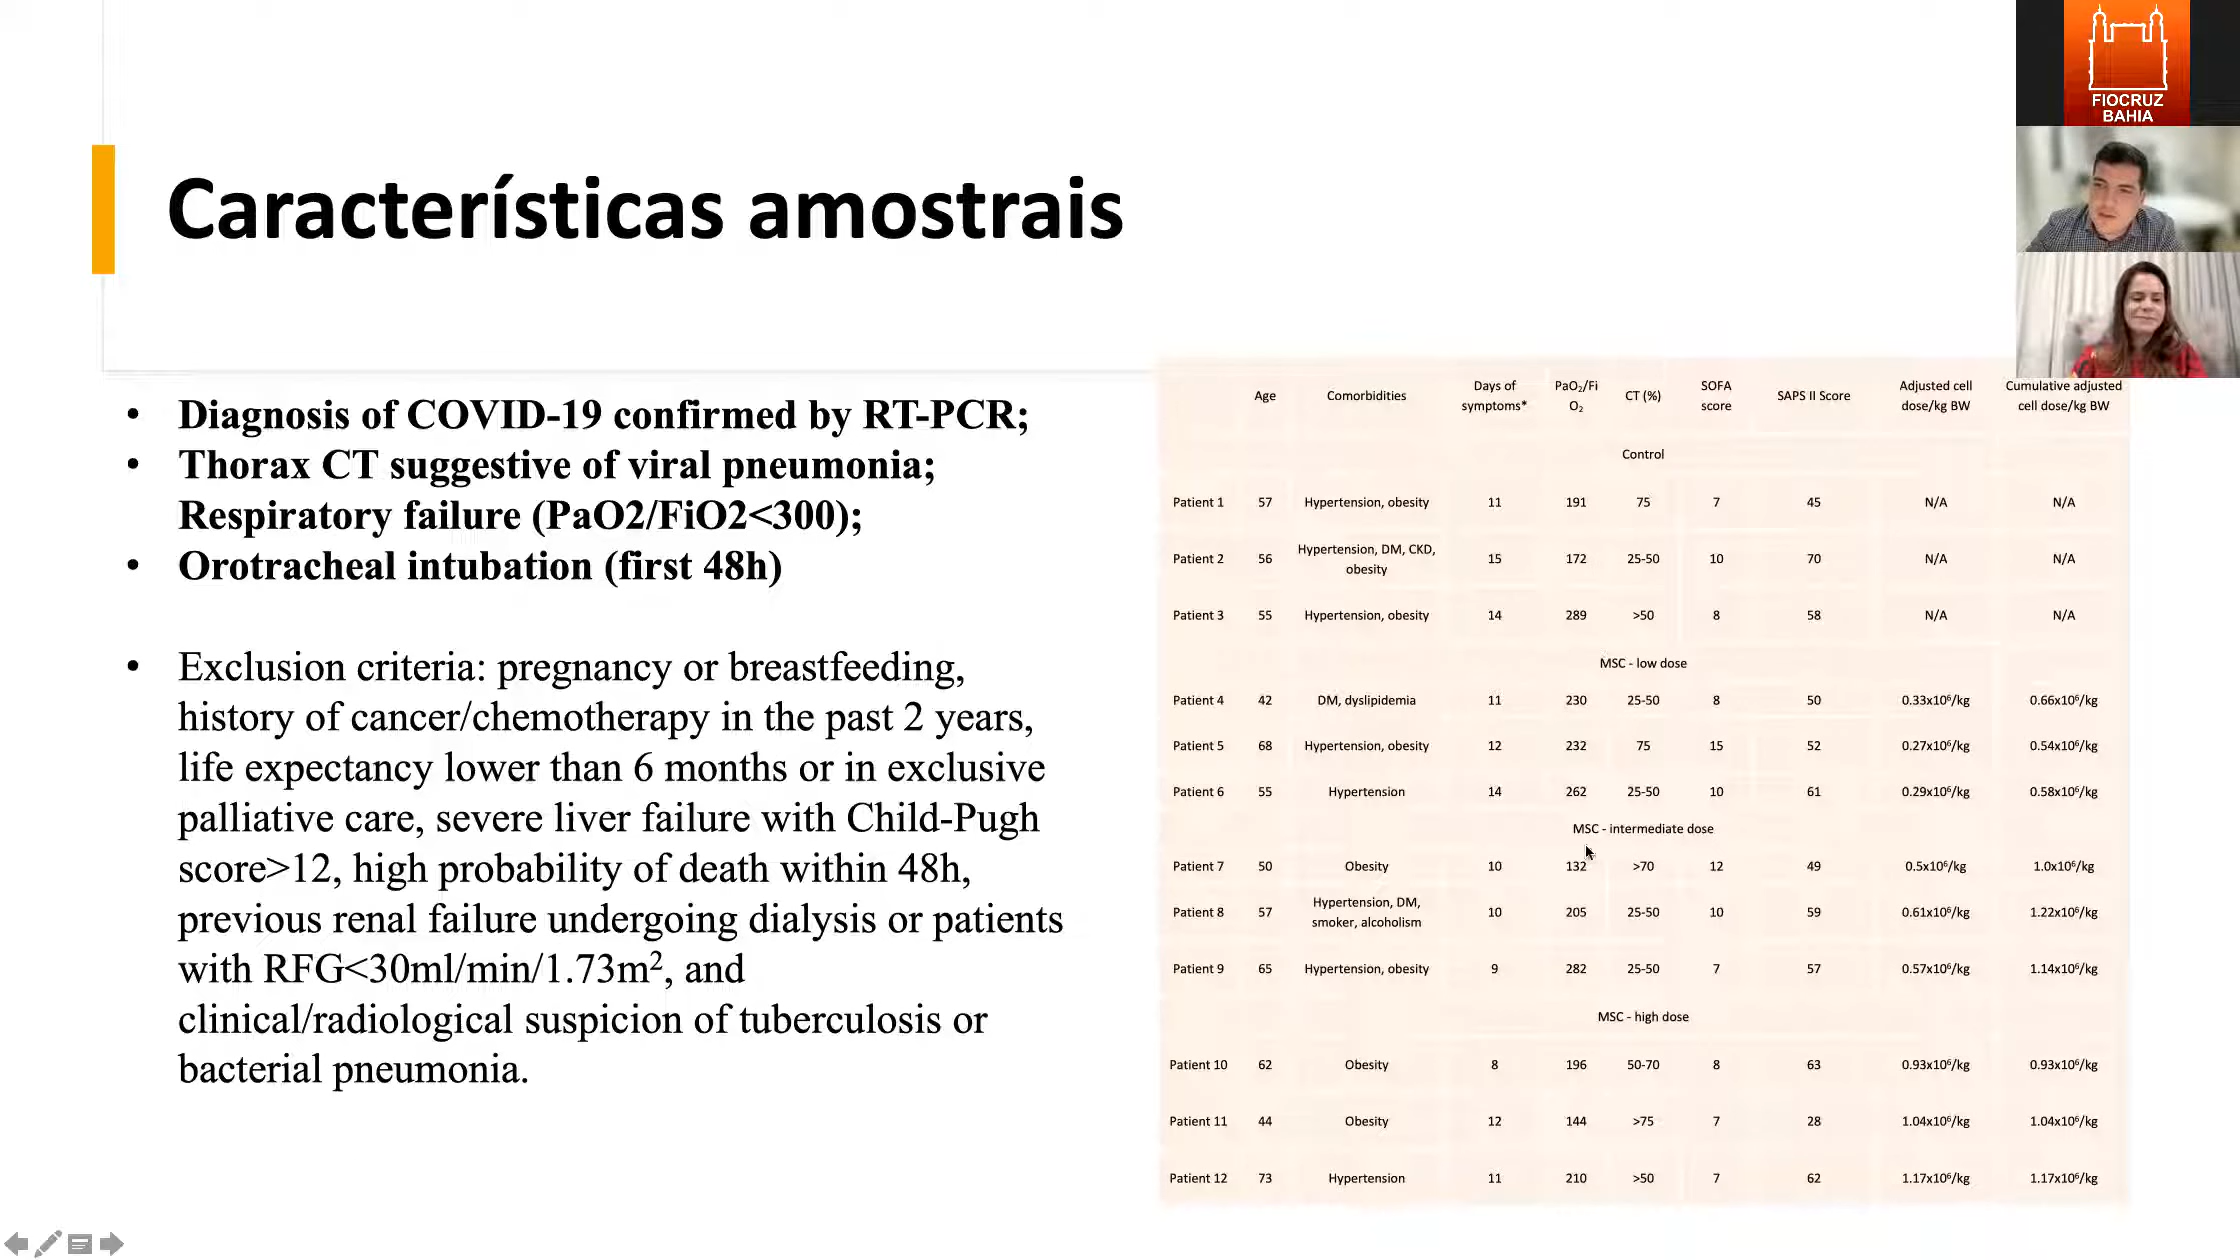 FIOCRUZ
BAHIA
Características amostrais
• Diagnosis of COVID-19 confirmed by RT-PCR;
• Thorax CT suggestive of viral pneumonia;
Respiratory failure (PaO2/FiO2<300);
• Orotracheal intubation (first 48h)
• Exclusion criteria: pregnancy or breastfeeding,
history of cancer/chemotherapy in the past 2 years,
life expectancy lower than 6 months or in exclusive
palliative care, severe liver failure with Child-Pugh
score>12, high probability of death within 48h,
previous renal failure undergoing dialysis or patients
with RFG<30ml/min/1.73m², and
clinical/radiological suspicion of tuberculosis or
bacterial pneumonia.
Age Comorbidities Days of symptoms* PaO₂/Fi O₂ CT (%) SOFA score SAPS II Score Adjusted cell dose/kg BW Cumulative adjusted cell dose/kg BW
Control
Patient 1 57 Hypertension, obesity 11 191 75 7 45 N/A N/A
Patient 2 56 Hypertension, DM, CKD, obesity 15 172 25-50 10 70 N/A N/A
Patient 3 55 Hypertension, obesity 14 289 >50 8 58 N/A N/A
MSC - low dose
Patient 4 42 DM, dyslipidemia 11 230 25-50 8 50 0.33x10⁶/kg 0.66x10⁶/kg
Patient 5 68 Hypertension, obesity 12 232 75 15 52 0.27x10⁶/kg 0.54x10⁶/kg
Patient 6 55 Hypertension 14 262 25-50 10 61 0.29x10⁶/kg 0.58x10⁶/kg
MSC - intermediate dose
Patient 7 50 Obesity 10 132 >70 12 49 0.5x10⁶/kg 1.0x10⁶/kg
Patient 8 57 Hypertension, DM, smoker, alcoholism 10 205 25-50 10 59 0.61x10⁶/kg 1.22x10⁶/kg
Patient 9 65 Hypertension, obesity 9 282 25-50 7 57 0.57x10⁶/kg 1.14x10⁶/kg
MSC - high dose
Patient 10 62 Obesity 8 196 50-70 8 63 0.93x10⁶/kg 0.93x10⁶/kg
Patient 11 44 Obesity 12 144 >75 7 28 1.04x10⁶/kg 1.04x10⁶/kg
Patient 12 73 Hypertension 11 210 >50 7 62 1.17x10⁶/kg 1.17x10⁶/kg